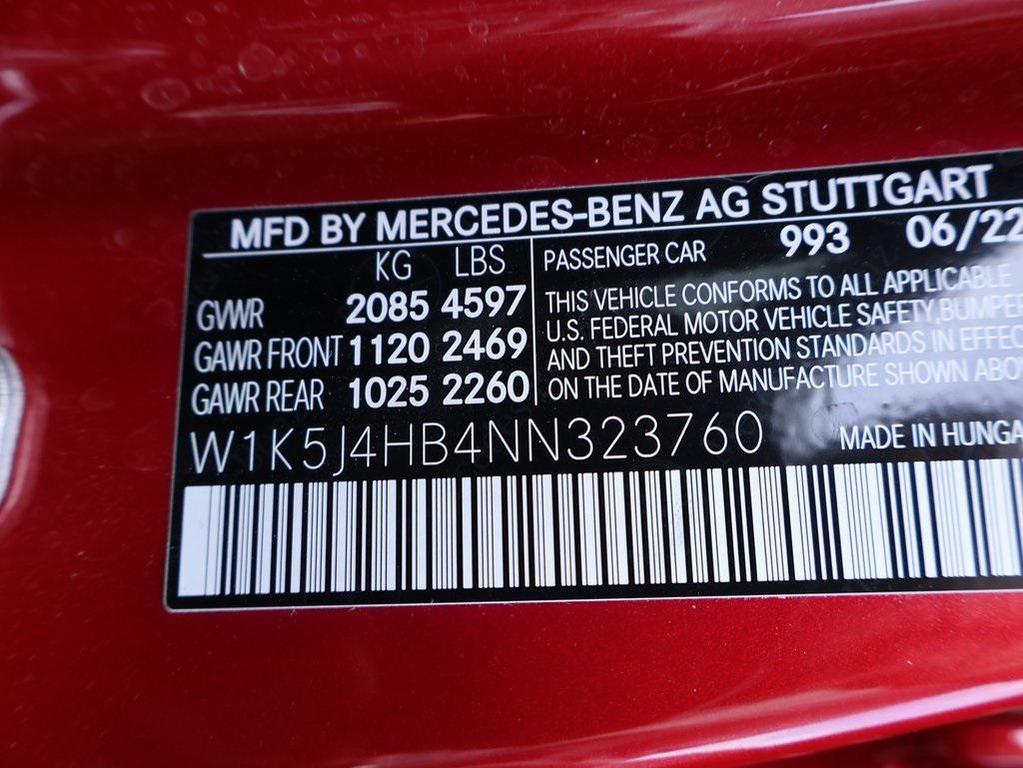 MFD BY MERCEDES-BENZ AG STUTTGART
KG LBS
GVWR 2085 4597
GAWR FRONT 1120 2469
GAWR REAR 1025 2260
PASSENGER CAR 993 06/22
THIS VEHICLE CONFORMS TO ALL APPLICABLE
U.S. FEDERAL MOTOR VEHICLE SAFETY, BUMPER
AND THEFT PREVENTION STANDARDS IN EFFEC
ON THE DATE OF MANUFACTURE SHOWN ABO
W1K5J4HB4NN323760
MADE IN HUNGA